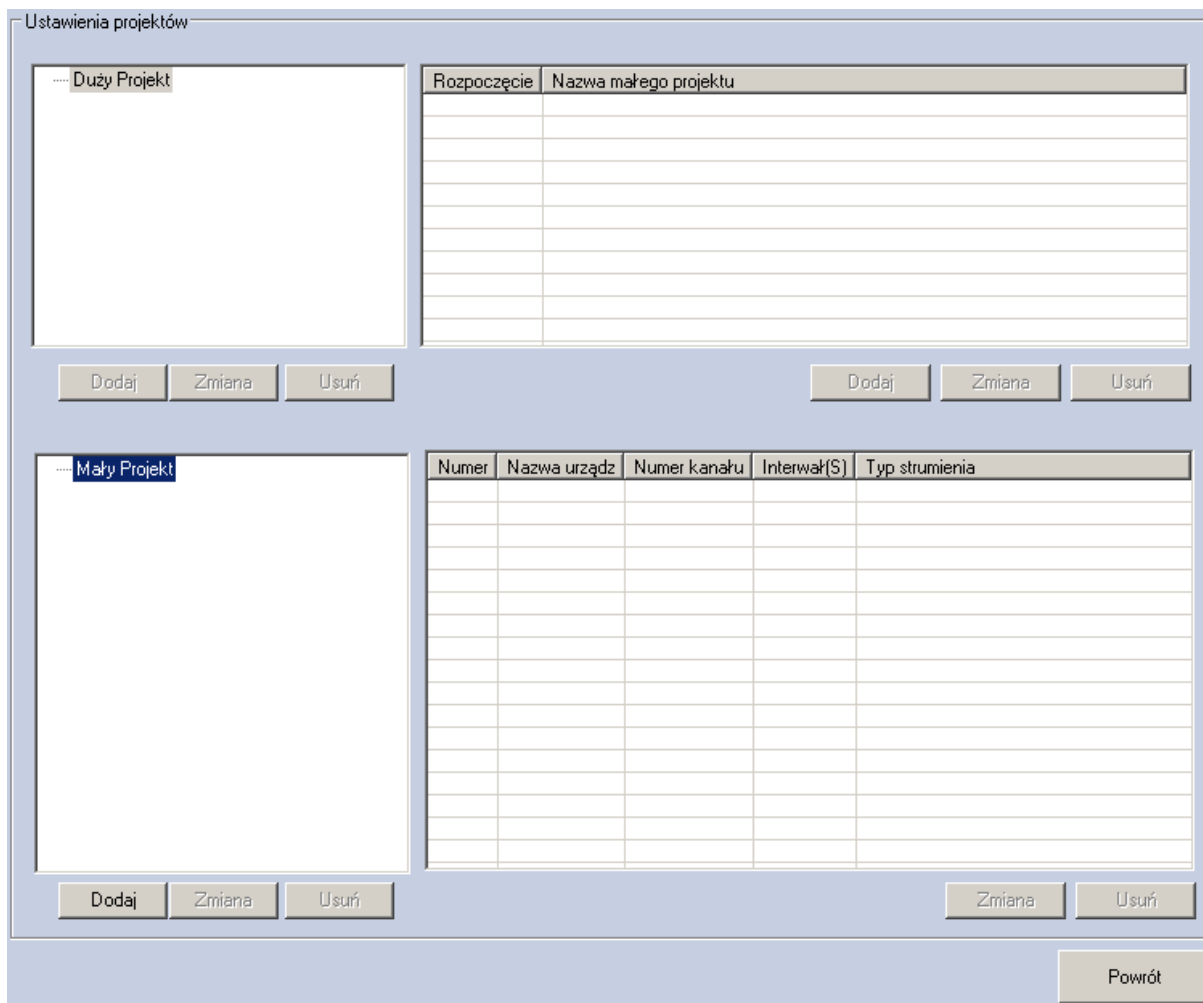 Ustawienia projektów
Duży Projekt
Rozpoczęcie Nazwa małego projektu
Dodaj Zmiana Usuń Dodaj Zmiana Usuń
Mały Projekt
Numer Nazwa urządz Numer kanału Interwał(S) Typ strumienia
Dodaj Zmiana Usuń Zmiana Usuń
Powrót